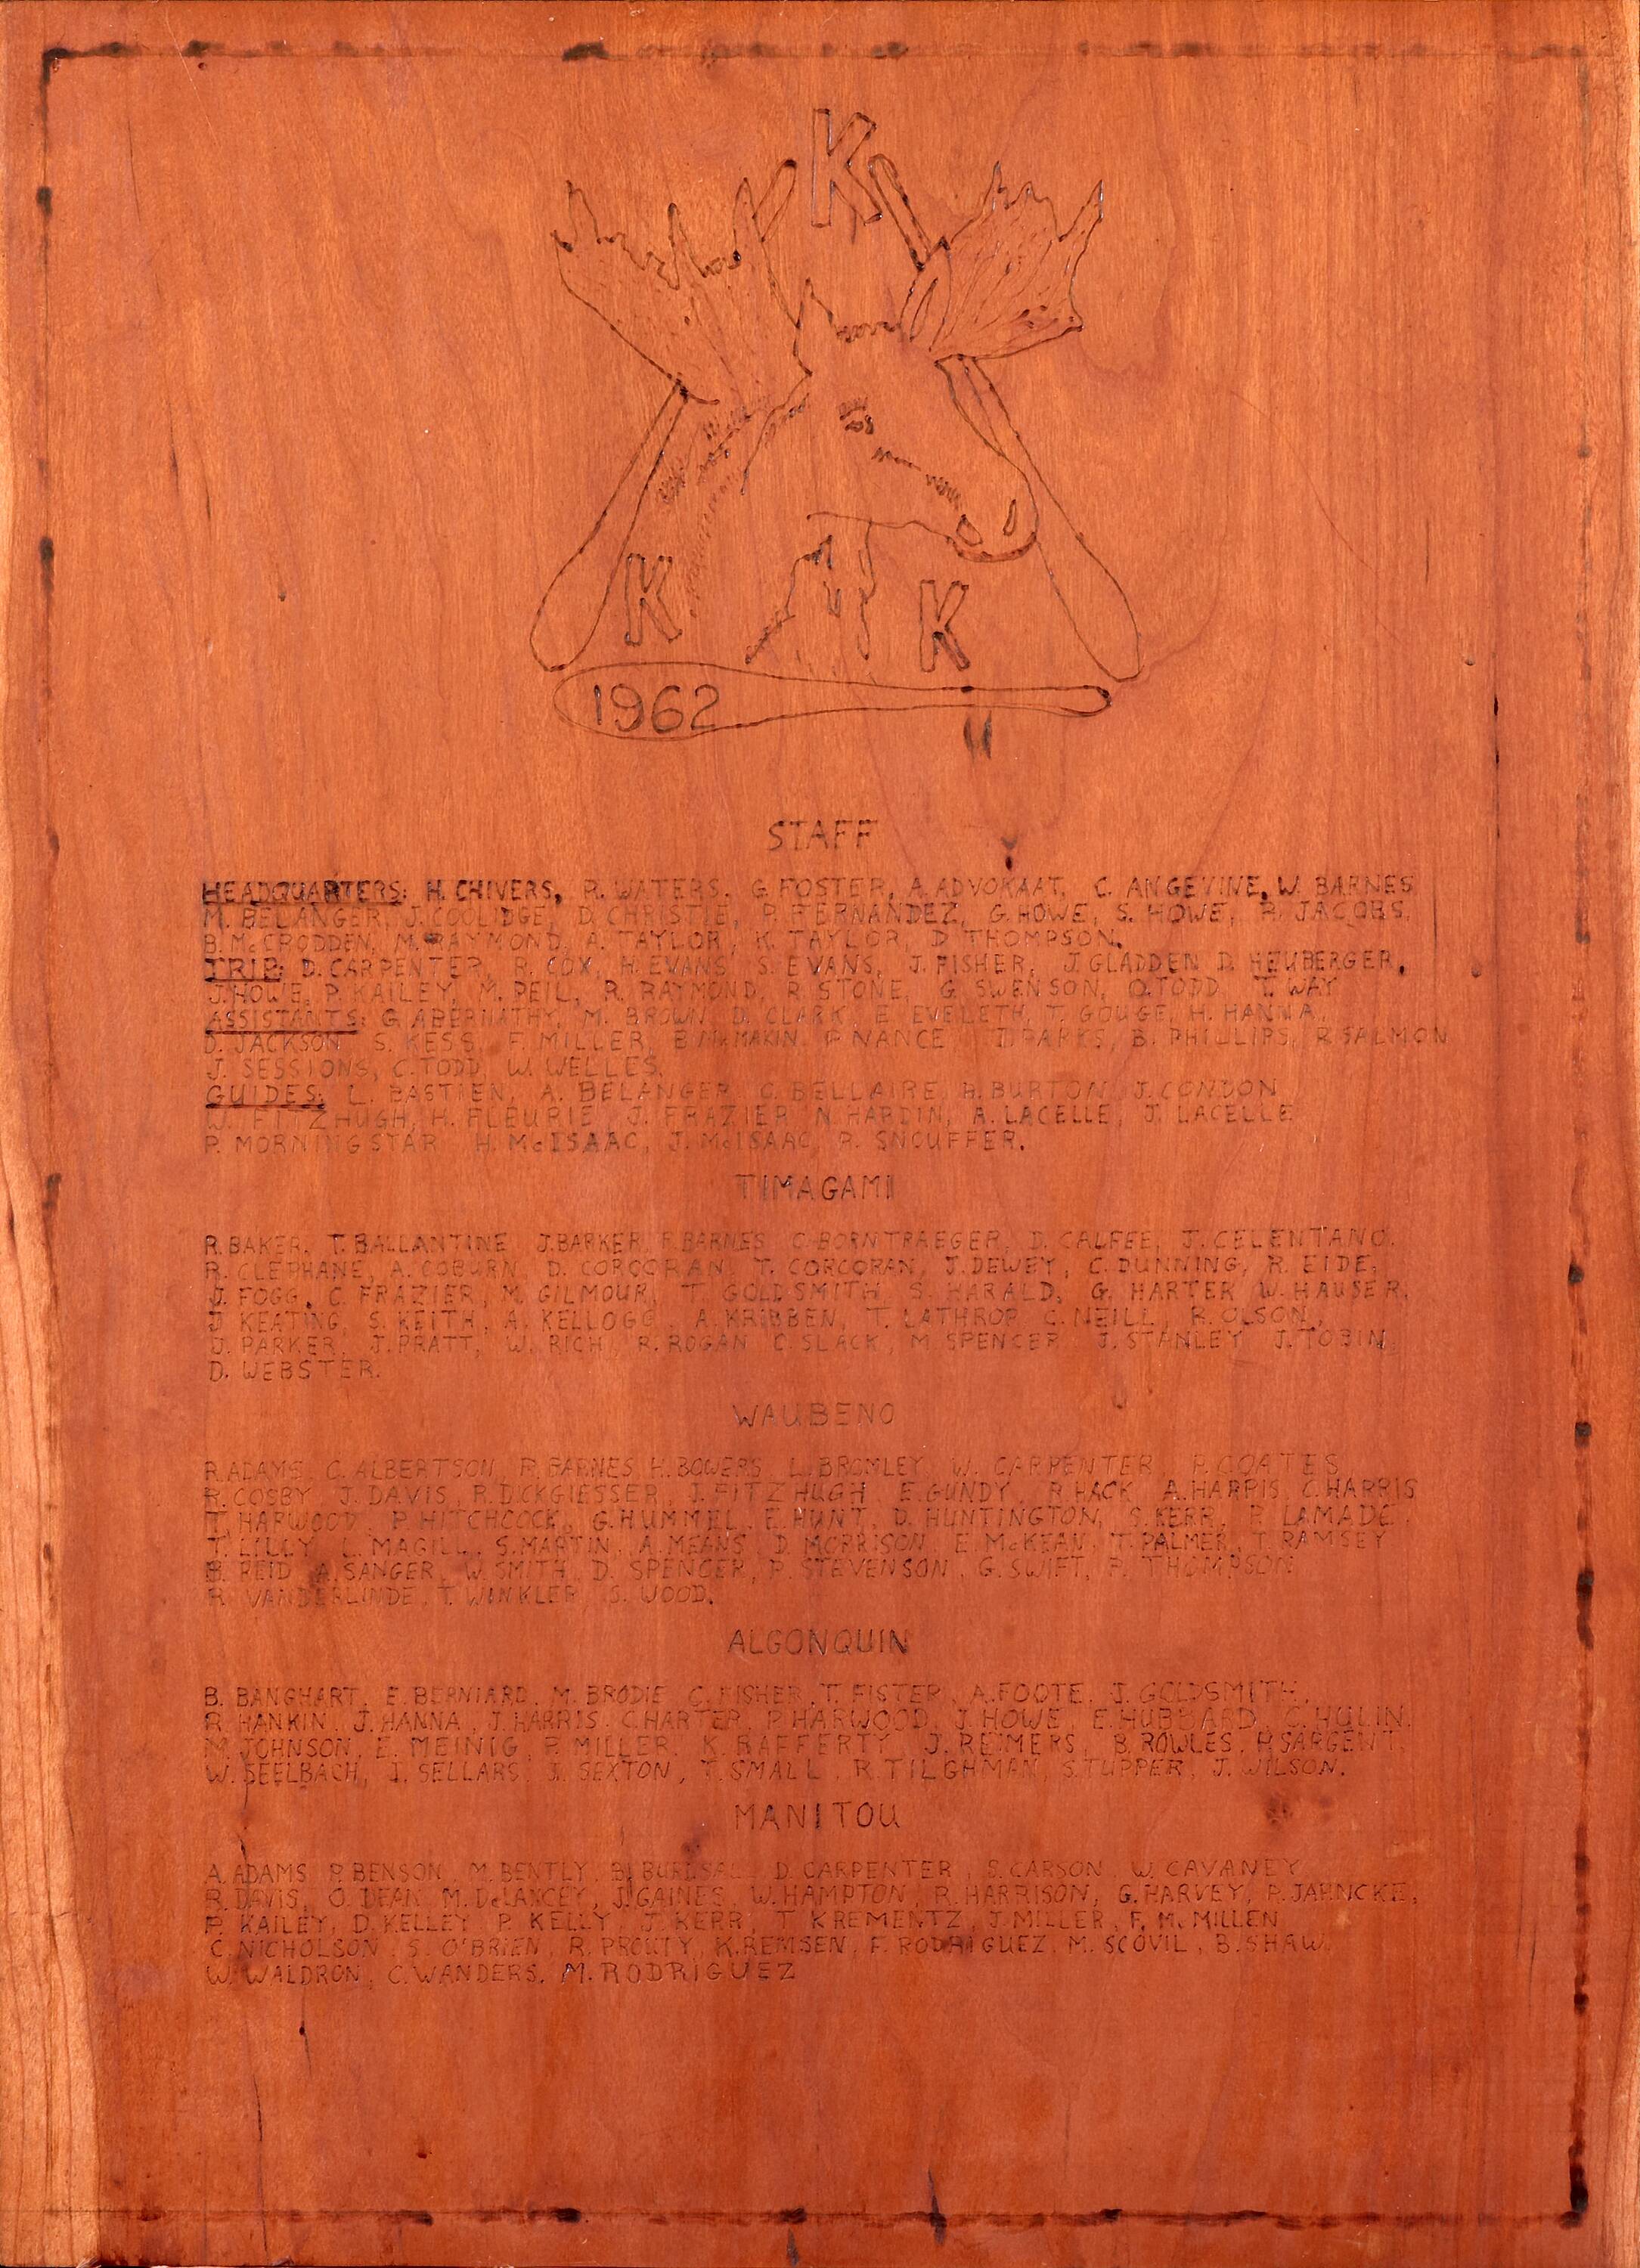 K
K
K
1962
STAFF
HEADQUARTERS: H. CHIVERS, R. WATERS. G. FOSTER, A. ADVOKAAT, C. ANGEVINE, W. BARNES
M. BELANGER, J. COOLIDGE, D. CHRISTIE, P. FERNANDEZ, G. HOWE, S. HOWE, R. JACOBS,
B. McCRODDEN, M. RAYMOND, A. TAYLOR, K. TAYLOR, D THOMPSON.
TRIP: D. CARPENTER, R. COX, H. EVANS S. EVANS, J. FISHER, J. GLADDEN D. HEUBERGER,
J. HOWE, P. KAILEY, M. PEIL, R. RAYMOND, R. STONE, G. SWENSON, O. TODD, T. WAY
ASSISTANTS: G. ABERNATHY, M. BROWN, D. CLARK, E. EVELETH, T. GOUGE, H. HANNA,
D. JACKSON S. KESS, F. MILLER, P NANCE D. PARKS, B. PHILLIPS, R SALMON
J. SESSIONS, C. TODD, W. WELLES.
GUIDES: L. BASTIEN, A. BELANGER C. BELLAIRE B. BURTON J. CONDON
W. FITZHUGH, H. FLEURIE, J. FRAZIER N. HARDIN, A. LACELLE, J. LACELLE
P. MORNINGSTAR H. McISAAC, J. McISAAC, R. SNOUFFER.
TIMAGAMI
R. BAKER, T. BALLANTINE J. BARKER F. BARNES C. BORNTRAEGER, D. CALFEE, J. CELENTANO.
R. CLEPHANE, A. COBURN, D. CORCORAN T. CORCORAN, J. DEWEY, C. DUNNING, R. EIDE,
J. FOGG, C. FRAZIER, M. GILMOUR, T. GOLDSMITH S. HARALD, G. HARTER W. HAUSER,
J KEATING, S. KEITH, A. KELLOGG, A. KRIBBEN, T. LATHROP C. NEILL, R. OLSON,
J. PARKER, J. PRATT, W. RICH, R. ROGAN C. SLACK, M SPENCER J. STANLEY J. TOBIN,
D. WEBSTER.
WAUBENO
R. ADAMS, C. ALBERTSON, P. BARNES H. BOWERS L. BROMLEY, W. CARPENTER, P. COATES
R. COSBY, J. DAVIS, R. DICKGIESSER, J. FITZHUGH E. GUNDY, R. HACK A. HARRIS, C. HARRIS
T. HARWOOD, P. HITCHCOCK, G. HUMMEL, E. HUNT, D. HUNTINGTON, S. KERR, P. LAMADE
T. LILLY, L. MAGILL, S. MARTIN, A. MEANS, D. MORRISON, E. McKEAN, T. PALMER, T. RAMSEY
B. REID A. SANGER, W. SMITH, D. SPENCER, P. STEVENSON, G. SWIFT, P. THOMPSON
R. VANDERLINDE, T. WINKLER S. WOOD.
ALGONQUIN
B. BANGHART, E. BERNIARD, M. BRODIE C. FISHER, T. FISTER, A. FOOTE, J. GOLDSMITH,
R. HANKIN, J. HANNA, J. HARRIS. C. HARTER, P. HARWOOD, J. HOWE, E. HUBBARD, C. HULIN.
M. JOHNSON, E. MEINIG, P. MILLER, K. RAFFERTY J. REIMERS, B. ROWLES, P. SARGENT,
W. SEELBACH, J. SELLARS J. SEXTON, T. SMALL, R. TILGHMAN, S. TUPPER, J. WILSON.
MANITOU
A. ADAMS P. BENSON, M. BENTLY, D. CARPENTER, S. CARSON W. CAVANEY
R. DAVIS, O. DEAN, M. DeLANCEY, J. GAINES, W. HAMPTON R. HARRISON, G. HARVEY, P. JAHNCKE,
P. KAILEY, D. KELLEY P. KELLY, J. KERR, T KREMENTZ, J. MILLER, F. McMILLEN
C. NICHOLSON, S. O'BRIEN, R. PROUTY, K. REMSEN, F. RODRIGUEZ, M. SCOVIL, B. SHAW
W. WALDRON, C. WANDERS, M. RODRIGUEZ